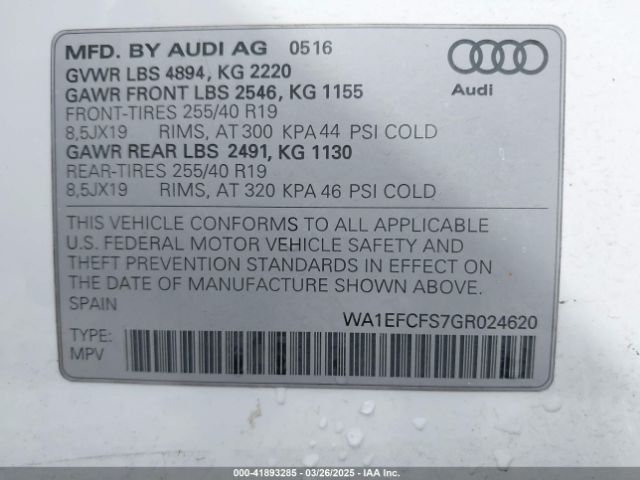 MFD. BY AUDI AG 0516
GVWR LBS 4894, KG 2220
GAWR FRONT LBS 2546, KG 1155
FRONT-TIRES 255/40 R19
8,5JX19 RIMS, AT 300 KPA 44 PSI COLD
GAWR REAR LBS 2491, KG 1130
REAR-TIRES 255/40 R19
8,5JX19 RIMS, AT 320 KPA 46 PSI COLD
Audi
THIS VEHICLE CONFORMS TO ALL APPLICABLE
U.S. FEDERAL MOTOR VEHICLE SAFETY AND
THEFT PREVENTION STANDARDS IN EFFECT ON
THE DATE OF MANUFACTURE SHOWN ABOVE.
SPAIN
WA1EFCFS7GR024620
TYPE:
MPV
000-41893285 - 03/26/2025 - IAA Inc.